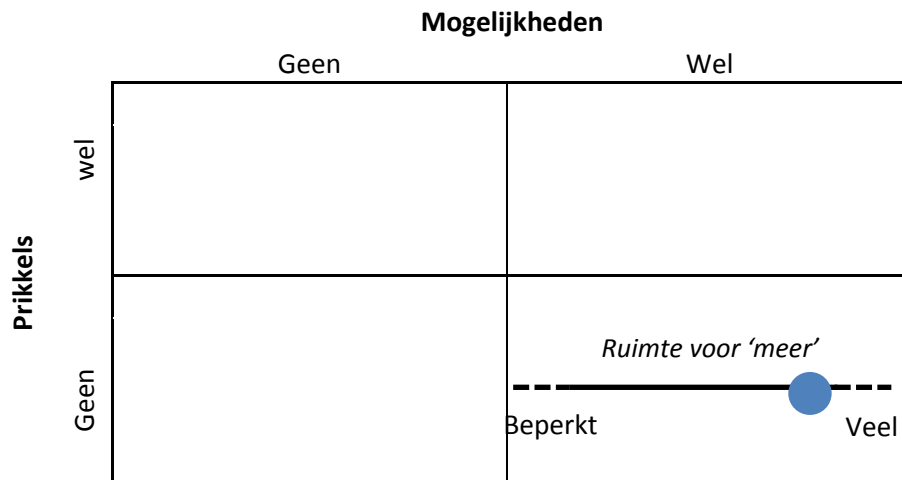 Mogelijkheden
Geen
Wel
wel
Prikkels
Geen
Ruimte voor ‘meer’
Beperkt
Veel